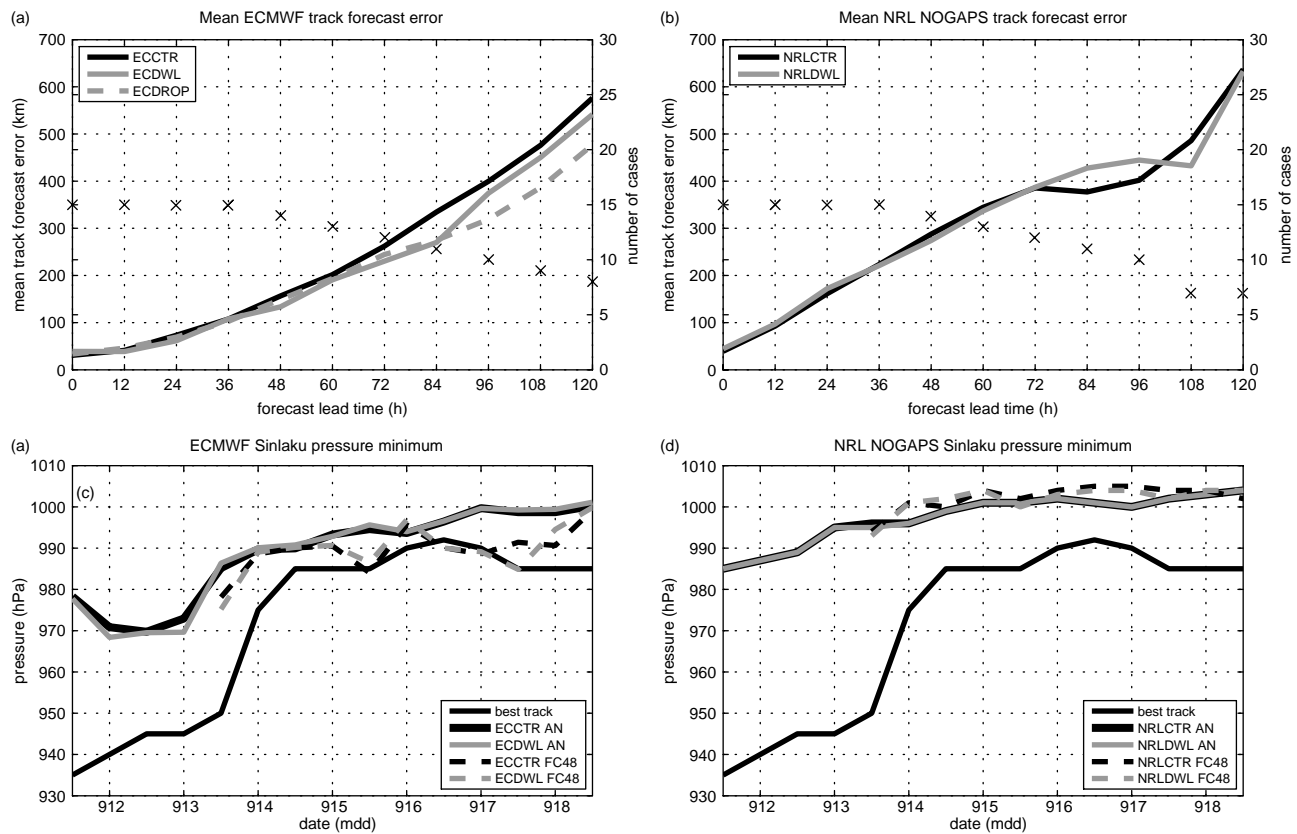 (a) Mean ECMWF track forecast error
700
600
500
400
300
200
100
0
mean track forecast error (km)
30
25
20
15
10
5
0
number of cases
ECCTR
ECDWL
ECDROP
0 12 24 36 48 60 72 84 96 108 120
forecast lead time (h)
(b) Mean NRL NOGAPS track forecast error
700
600
500
400
300
200
100
0
mean track forecast error (km)
30
25
20
15
10
5
0
number of cases
NRLCTR
NRLDWL
0 12 24 36 48 60 72 84 96 108 120
forecast lead time (h)
(a) ECMWF Sinlaku pressure minimum
(c)
1010
1000
990
980
970
960
950
940
930
pressure (hPa)
best track
ECCTR AN
ECDWL AN
ECCTR FC48
ECDWL FC48
912 913 914 915 916 917 918
date (mdd)
(d) NRL NOGAPS Sinlaku pressure minimum
1010
1000
990
980
970
960
950
940
930
pressure (hPa)
best track
NRLCTR AN
NRLDWL AN
NRLCTR FC48
NRLDWL FC48
912 913 914 915 916 917 918
date (mdd)